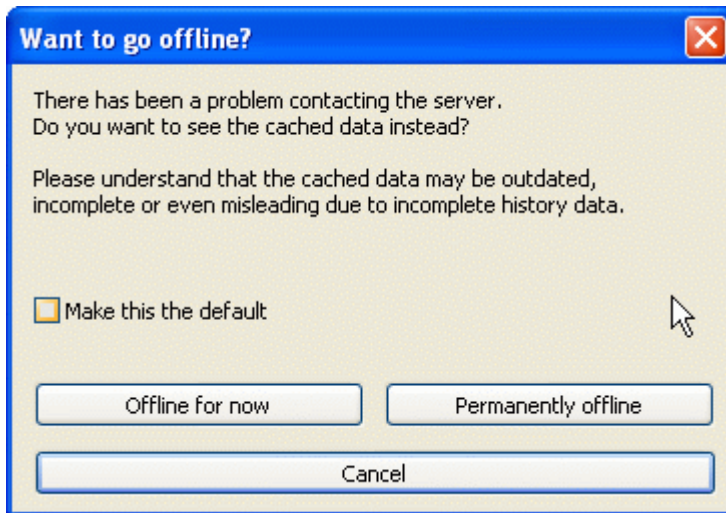 Want to go offline?
There has been a problem contacting the server.
Do you want to see the cached data instead?
Please understand that the cached data may be outdated,
incomplete or even misleading due to incomplete history data.
Make this the default
Offline for now
Permanently offline
Cancel